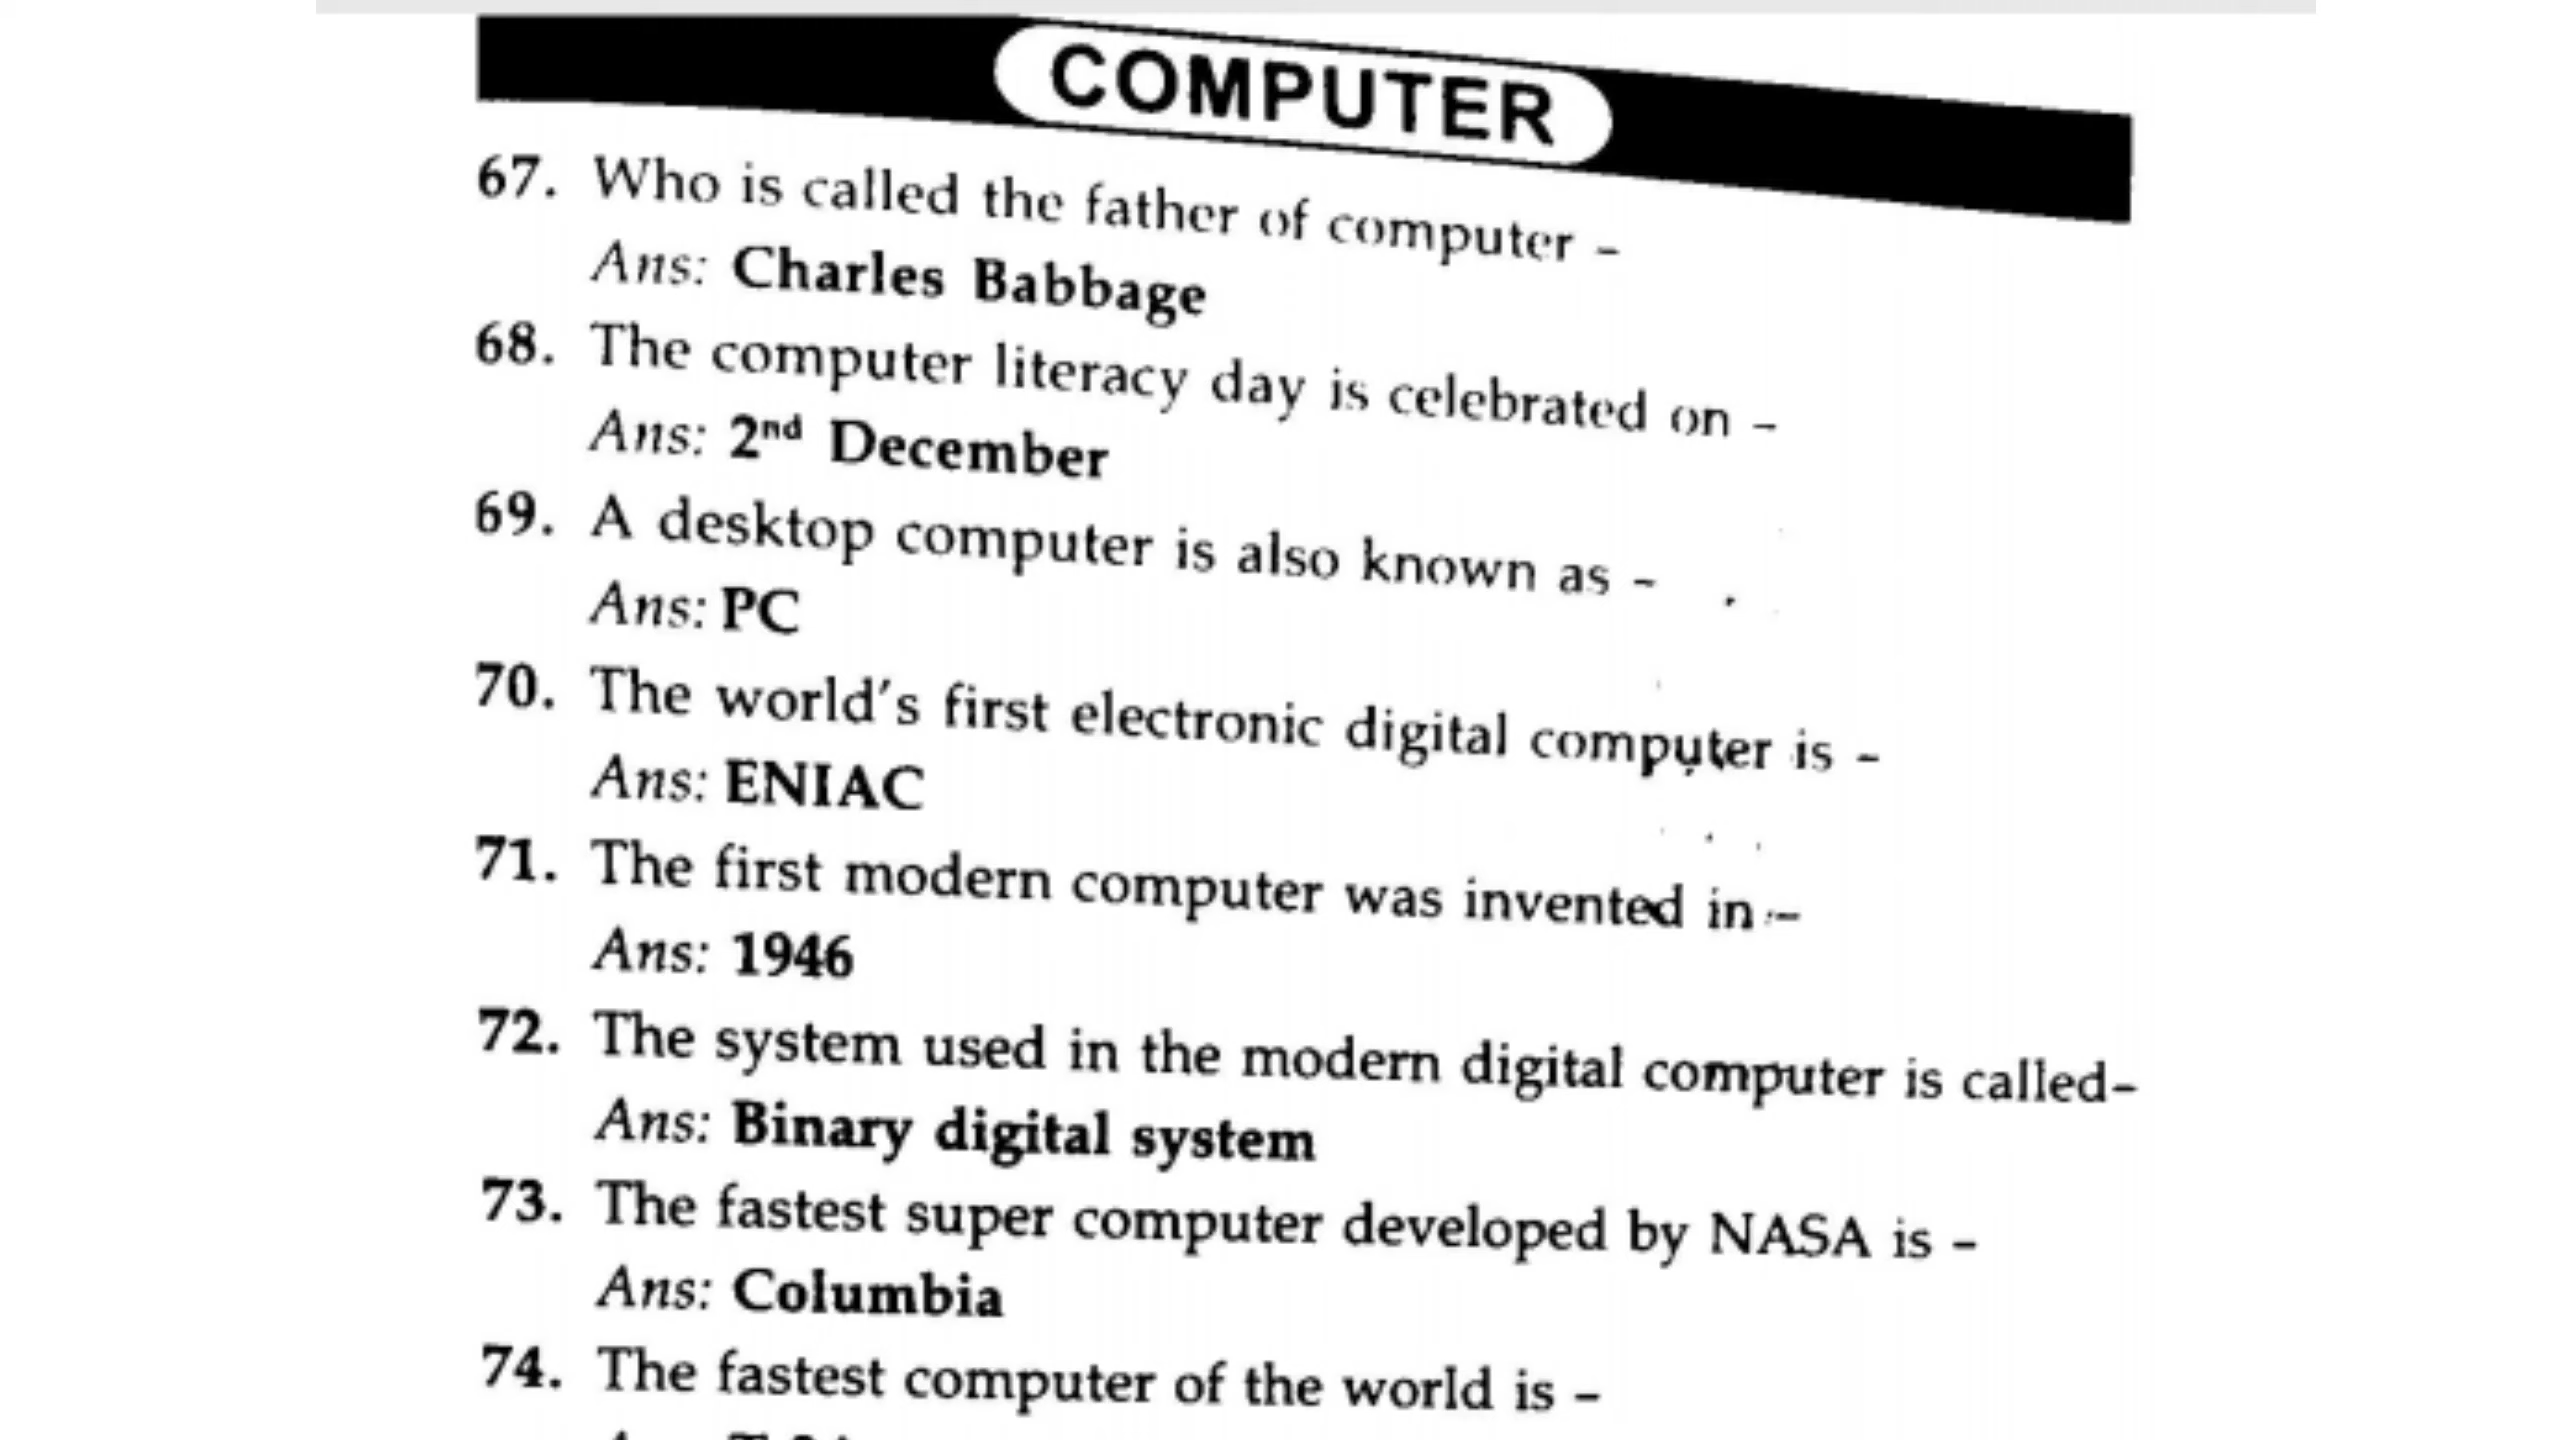 COMPUTER
67. Who is called the father of computer –
Ans: Charles Babbage
68. The computer literacy day is celebrated on –
Ans: 2nd December
69. A desktop computer is also known as –
Ans: PC
70. The world's first electronic digital computer is –
Ans: ENIAC
71. The first modern computer was invented in –
Ans: 1946
72. The system used in the modern digital computer is called–
Ans: Binary digital system
73. The fastest super computer developed by NASA is –
Ans: Columbia
74. The fastest computer of the world is –